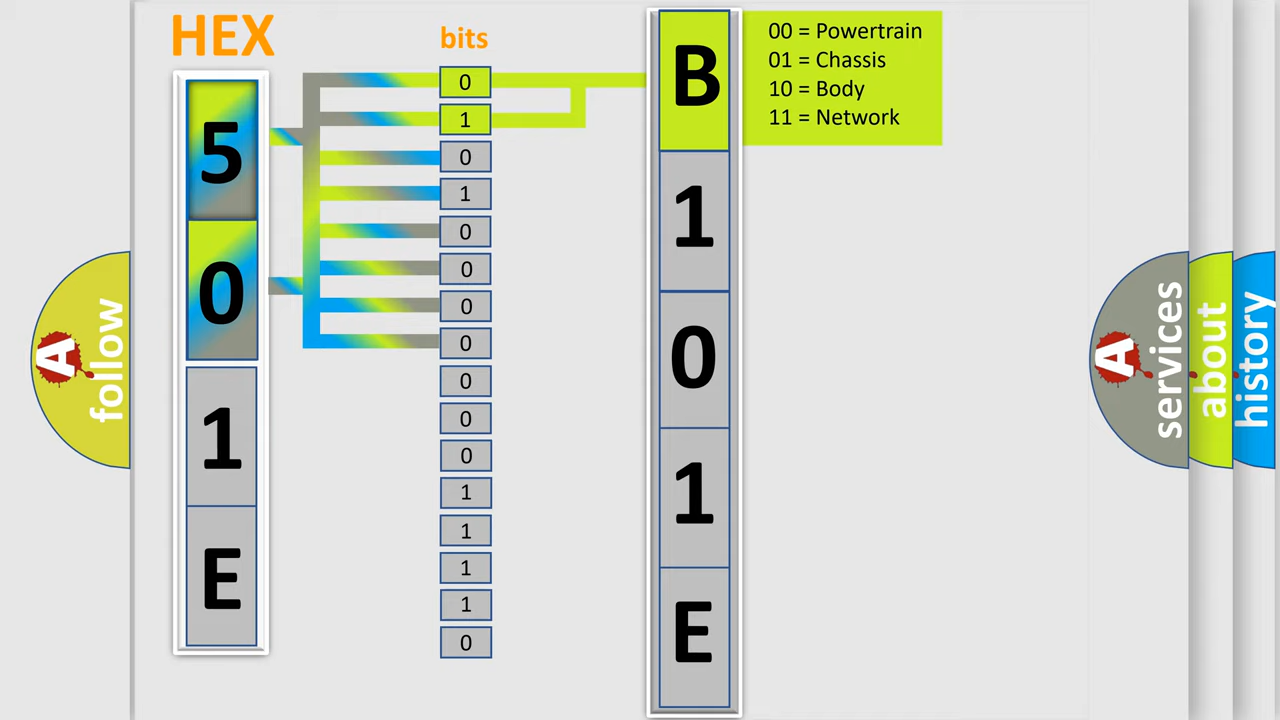 HEX
bits
5
0
1
E
0
1
0
1
0
0
0
0
0
0
0
1
1
1
1
0
B
1
0
1
E
00 = Powertrain
01 = Chassis
10 = Body
11 = Network
A
follow
A
services
about
history